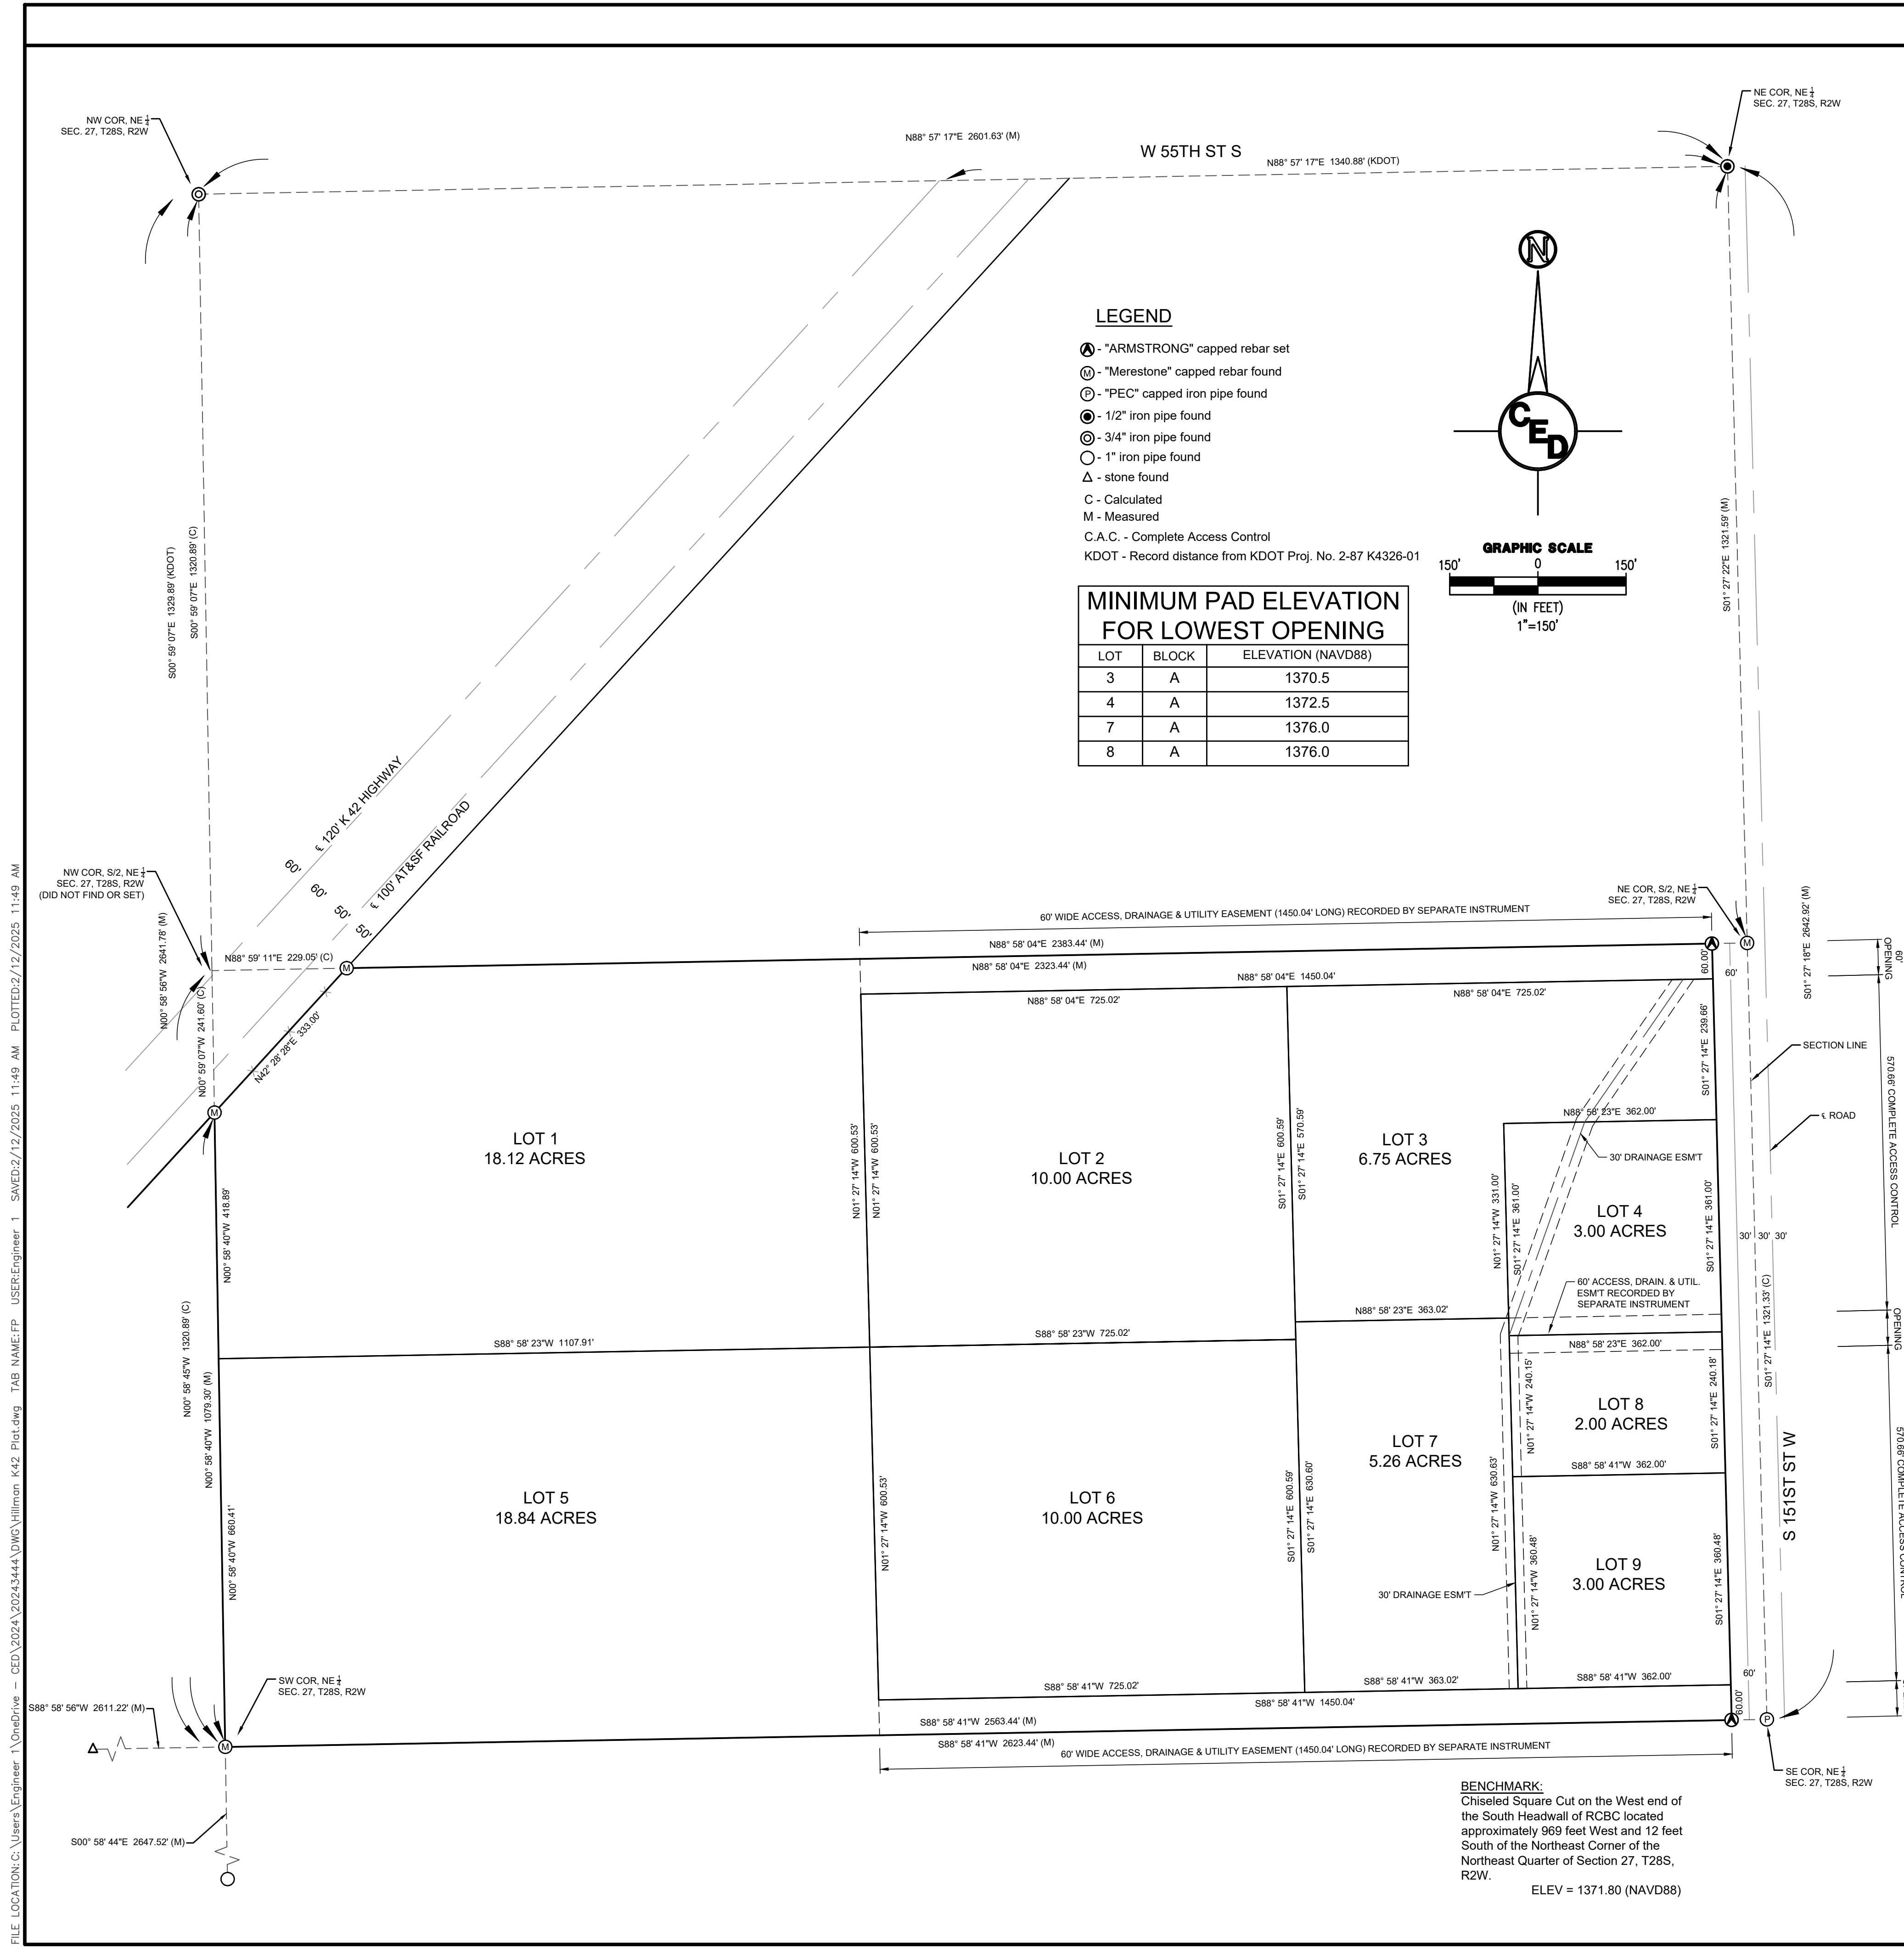 NW COR, NE 1/4
SEC. 27, T28S, R2W
NE COR, NE 1/4
SEC. 27, T28S, R2W
N88° 57' 17"E 2601.63' (M)
W 55TH ST S
N88° 57' 17"E 1340.88' (KDOT)
N
LEGEND
A - "ARMSTRONG" capped rebar set
M - "Merestone" capped rebar found
P - "PEC" capped iron pipe found
- 1/2" iron pipe found
- 3/4" iron pipe found
- 1" iron pipe found
- stone found
C - Calculated
M - Measured
C.A.C. - Complete Access Control
KDOT - Record distance from KDOT Proj. No. 2-87 K4326-01
CED
GRAPHIC SCALE
150' 0 150'
(IN FEET)
1"=150'
MINIMUM PAD ELEVATION
FOR LOWEST OPENING
LOT BLOCK ELEVATION (NAVD88)
3 A 1370.5
4 A 1372.5
7 A 1376.0
8 A 1376.0
S00° 59' 07"E 1329.89' (KDOT)
S00° 59' 07"E 1320.89' (C)
S01° 27' 22"E 1321.59' (M)
℄ 120' K 42 HIGHWAY
℄ 100' AT&SF RAILROAD
60'
60'
50'
50'
NW COR, S/2, NE 1/4
SEC. 27, T28S, R2W
(DID NOT FIND OR SET)
NE COR, S/2, NE 1/4
SEC. 27, T28S, R2W
N00° 58' 56"W 2641.78' (M)
N00° 59' 07"W 241.60' (C)
N88° 59' 11"E 229.05' (C)
M
M
M
N42° 28' 28"E 333.00'
60' WIDE ACCESS, DRAINAGE & UTILITY EASEMENT (1450.04' LONG) RECORDED BY SEPARATE INSTRUMENT
N88° 58' 04"E 2383.44' (M)
N88° 58' 04"E 2323.44' (M)
N88° 58' 04"E 1450.04'
N88° 58' 04"E 725.02'
N88° 58' 04"E 725.02'
60.00'
60'
S01° 27' 18"E 2642.92' (M)
60'
OPENING
SECTION LINE
℄ ROAD
570.66' COMPLETE ACCESS CONTROL
S01° 27' 14"E 239.66'
N88° 58' 23"E 362.00'
30' DRAINAGE ESM'T
LOT 1
18.12 ACRES
LOT 2
10.00 ACRES
LOT 3
6.75 ACRES
LOT 4
3.00 ACRES
N01° 27' 14"W 600.53'
N01° 27' 14"W 600.53'
S01° 27' 14"E 600.59'
S01° 27' 14"E 570.59'
N01° 27' 14"W 331.00'
S01° 27' 14"E 361.00'
S01° 27' 14"E 361.00'
30' 30' 30'
N00° 58' 40"W 418.89'
60' ACCESS, DRAIN. & UTIL.
ESM'T RECORDED BY
SEPARATE INSTRUMENT
N88° 58' 23"E 363.02'
S88° 58' 23"W 1107.91'
S88° 58' 23"W 725.02'
N88° 58' 23"E 362.00'
S01° 27' 14"E 1321.33' (C)
OPENING
N00° 58' 45"W 1320.89' (C)
N00° 58' 40"W 1079.30' (M)
N00° 58' 40"W 660.41'
LOT 5
18.84 ACRES
LOT 6
10.00 ACRES
LOT 7
5.26 ACRES
LOT 8
2.00 ACRES
LOT 9
3.00 ACRES
N01° 27' 14"W 240.15'
S01° 27' 14"E 240.18'
S88° 58' 41"W 362.00'
N01° 27' 14"W 600.53'
S01° 27' 14"E 600.59'
S01° 27' 14"E 630.60'
N01° 27' 14"W 630.63'
N01° 27' 14"W 360.48'
S01° 27' 14"E 360.48'
30' DRAINAGE ESM'T
S 151ST ST W
570.66' COMPLETE ACCESS CONTROL
SW COR, NE 1/4
SEC. 27, T28S, R2W
S88° 58' 56"W 2611.22' (M)
M
S88° 58' 41"W 725.02'
S88° 58' 41"W 363.02'
S88° 58' 41"W 362.00'
S88° 58' 41"W 1450.04'
S88° 58' 41"W 2563.44' (M)
S88° 58' 41"W 2623.44' (M)
60' WIDE ACCESS, DRAINAGE & UTILITY EASEMENT (1450.04' LONG) RECORDED BY SEPARATE INSTRUMENT
60.00'
60'
P
SE COR, NE 1/4
SEC. 27, T28S, R2W
S00° 58' 44"E 2647.52' (M)
BENCHMARK:
Chiseled Square Cut on the West end of
the South Headwall of RCBC located
approximately 969 feet West and 12 feet
South of the Northeast Corner of the
Northeast Quarter of Section 27, T28S,
R2W.
ELEV = 1371.80 (NAVD88)
FILE LOCATION: C:\Users\Engineer 1\OneDrive - CED\2024\2024344\DWG\Hillman K42 Plat.dwg TAB NAME:FP USER:Engineer 1 SAVED:2/12/2025 11:49 AM PLOTTED:2/12/2025 11:49 AM